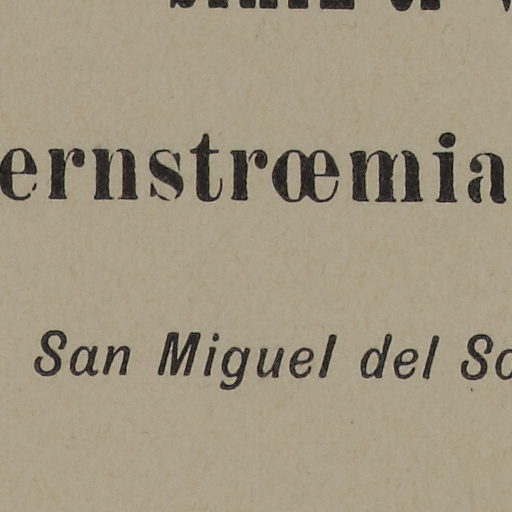 ernstrœmia
San Miguel del So